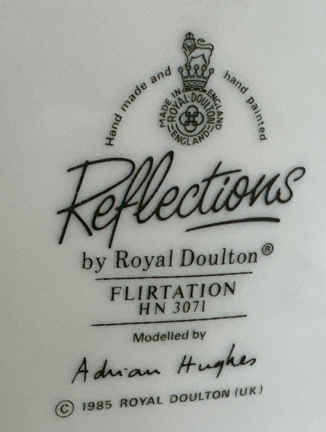 Hand made and hand painted
MADE IN ENGLAND
ROYAL DOULTON
ENGLAND
Reflections
by Royal Doulton®
FLIRTATION
HN 3071
Modelled by
Adrian Hughes
© 1985 ROYAL DOULTON (UK)